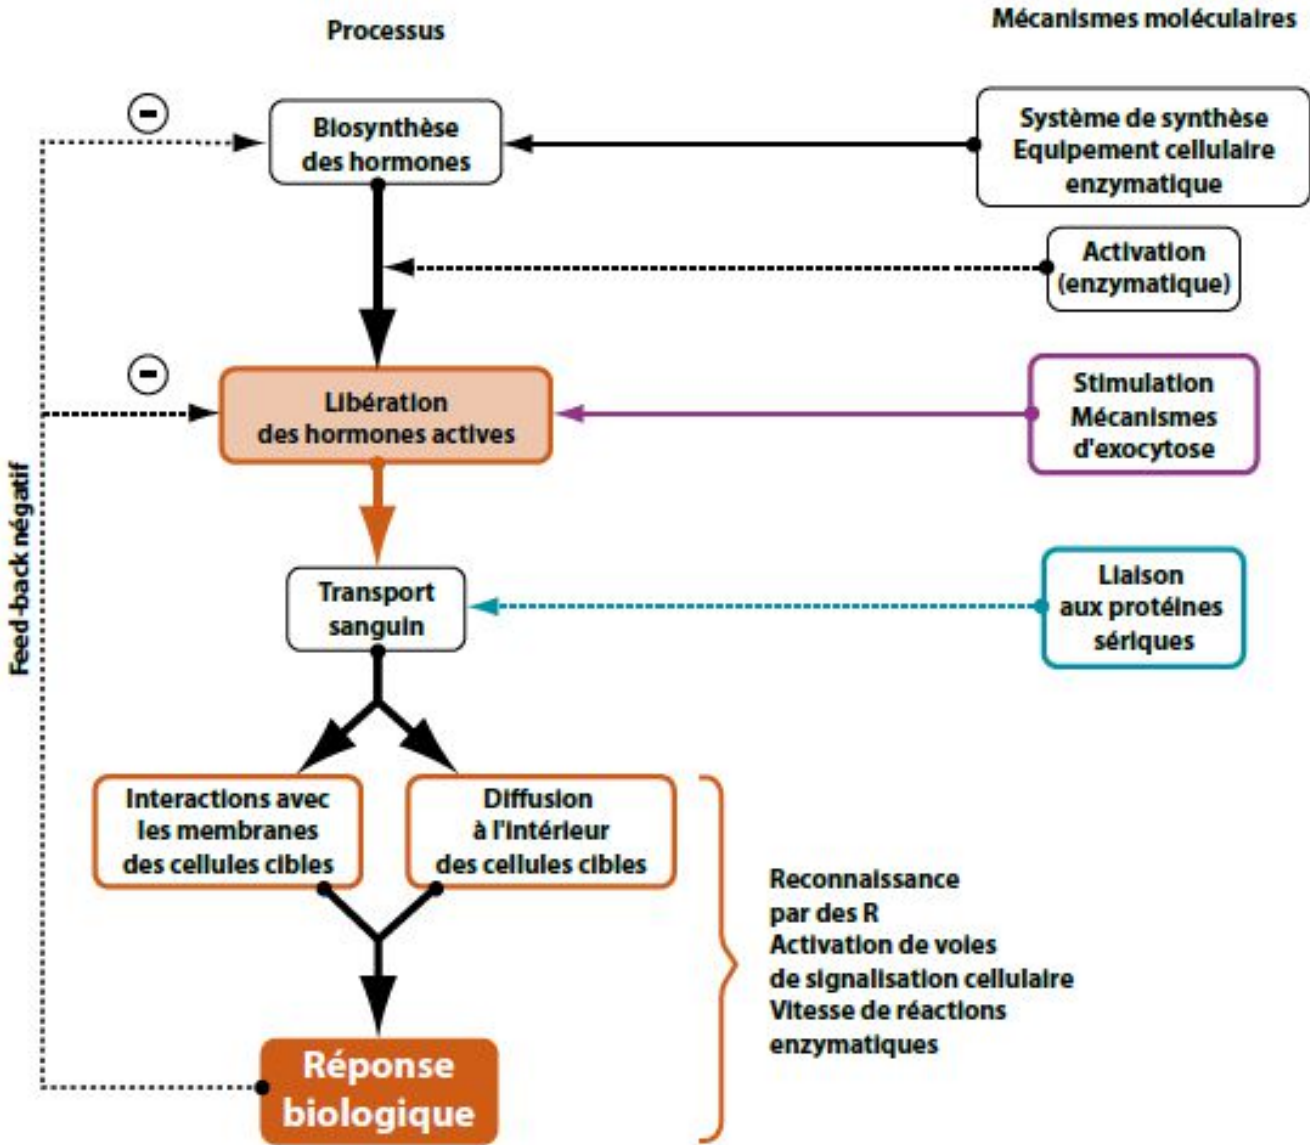 Processus
Mécanismes moléculaires
Biosynthèse
des hormones
Système de synthèse
Equipement cellulaire
enzymatique
Activation
(enzymatique)
Libération
des hormones actives
Stimulation
Mécanismes
d'exocytose
Feed-back négatif
Transport
sanguin
Liaison
aux protéines
sériques
Interactions avec
les membranes
des cellules cibles
Diffusion
à l'intérieur
des cellules cibles
Reconnaissance
par des R
Activation de voies
de signalisation cellulaire
Vitesse de réactions
enzymatiques
Réponse
biologique